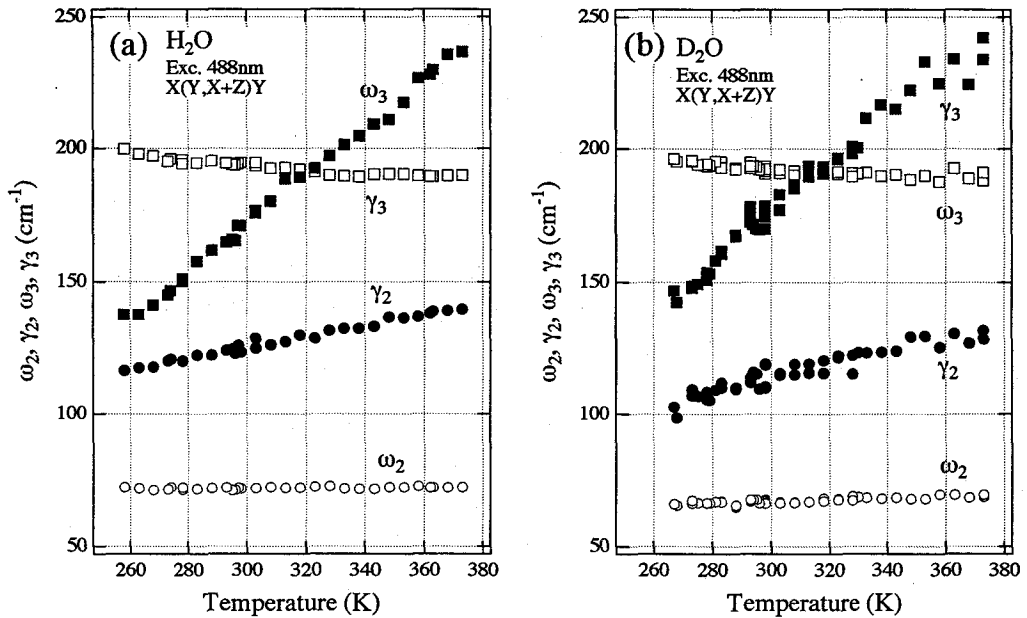 (a) H₂O
Exc. 488nm
X(Y,X+Z)Y
ω₃
γ₃
γ₂
ω₂
250
200
150
100
50
ω₂, γ₂, ω₃, γ₃ (cm⁻¹)
260 280 300 320 340 360 380
Temperature (K)
(b) D₂O
Exc. 488nm
X(Y,X+Z)Y
γ₃
ω₃
γ₂
ω₂
250
200
150
100
50
ω₂, γ₂, ω₃, γ₃ (cm⁻¹)
260 280 300 320 340 360 380
Temperature (K)